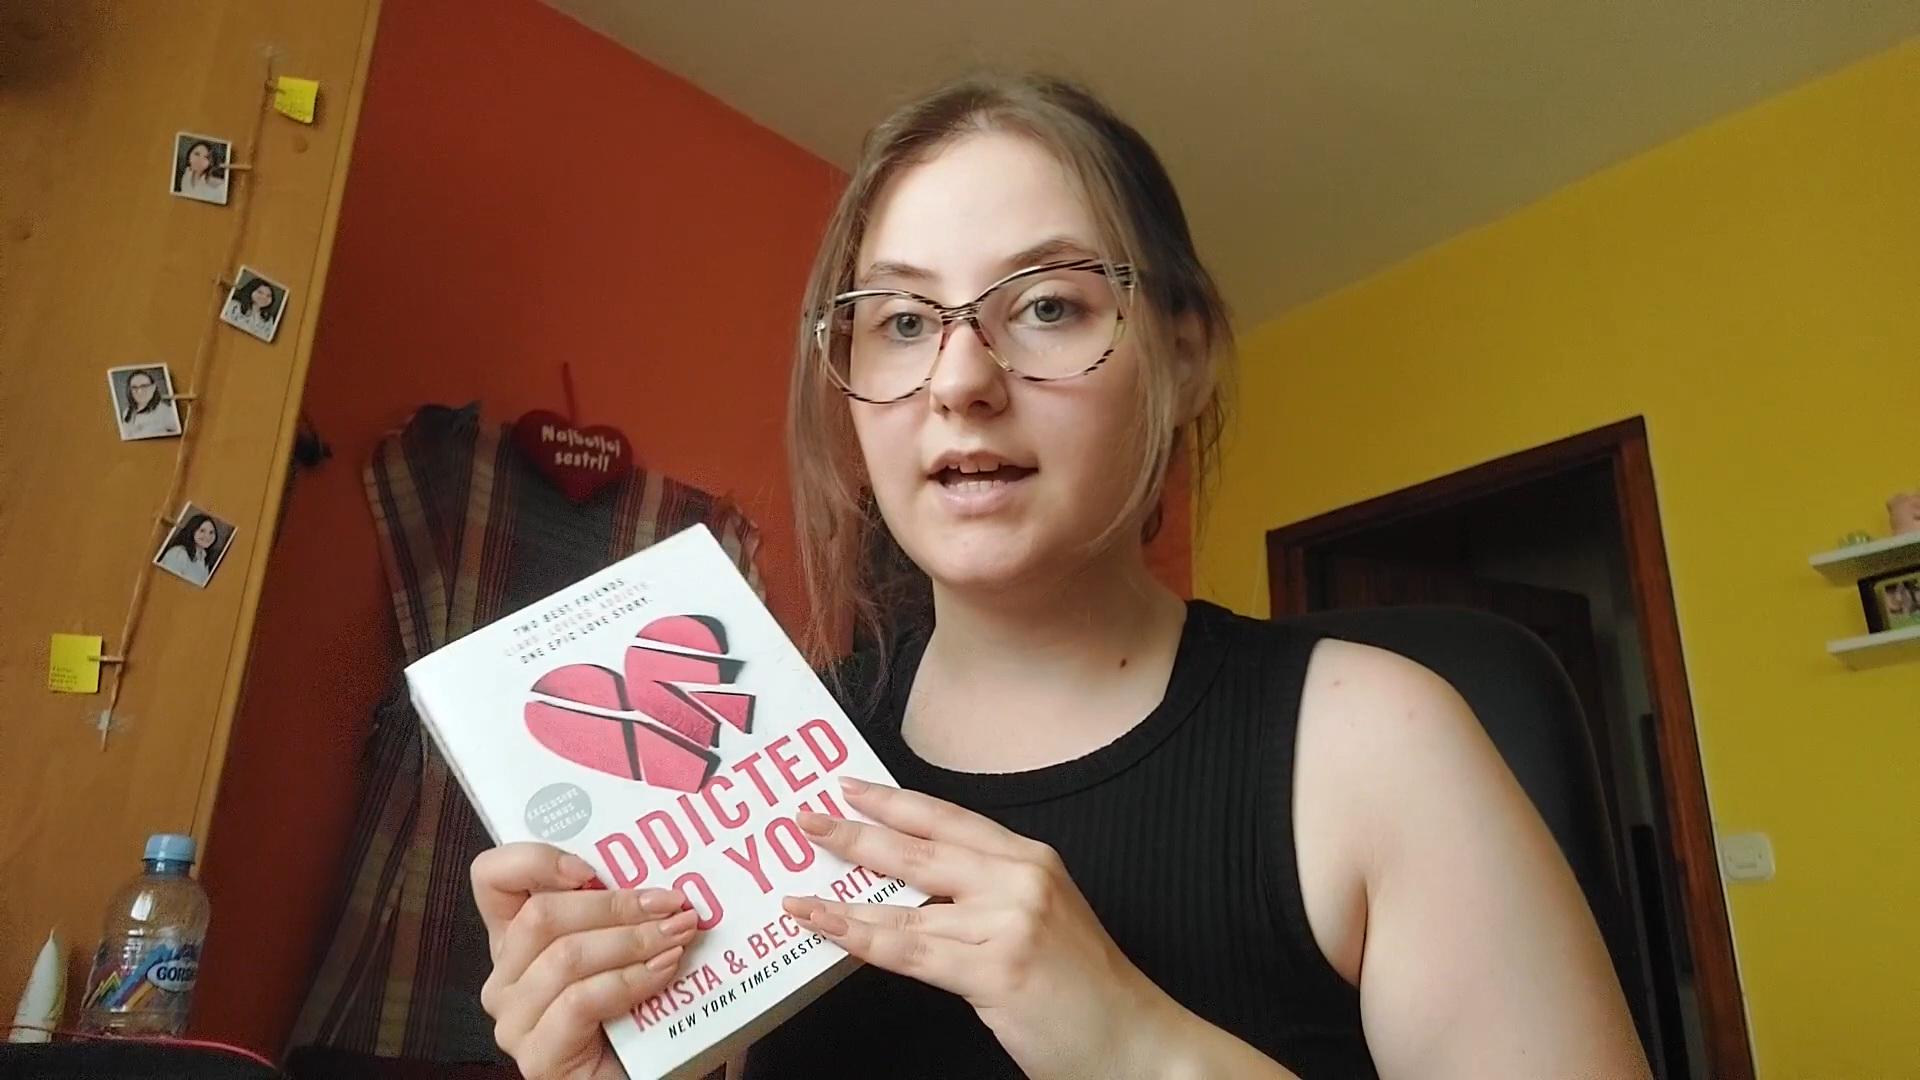 Najboljoj
sestri!
TWO BEST FRIENDS.
LIARS. LOVERS. ADDICTS.
ONE EPIC LOVE STORY.
EXCLUSIVE
BONUS
MATERIAL
DDICTED
O YOU
KRISTA & BEC RIT
NEW YORK TIMES BESTS AUTHO